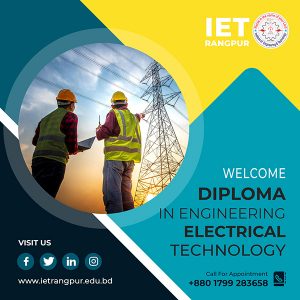 IET
RANGPUR
WELCOME
DIPLOMA
IN ENGINEERING
ELECTRICAL
TECHNOLOGY
VISIT US
www.ietrangpur.edu.bd
Call For Appointment
+880 1799 283658